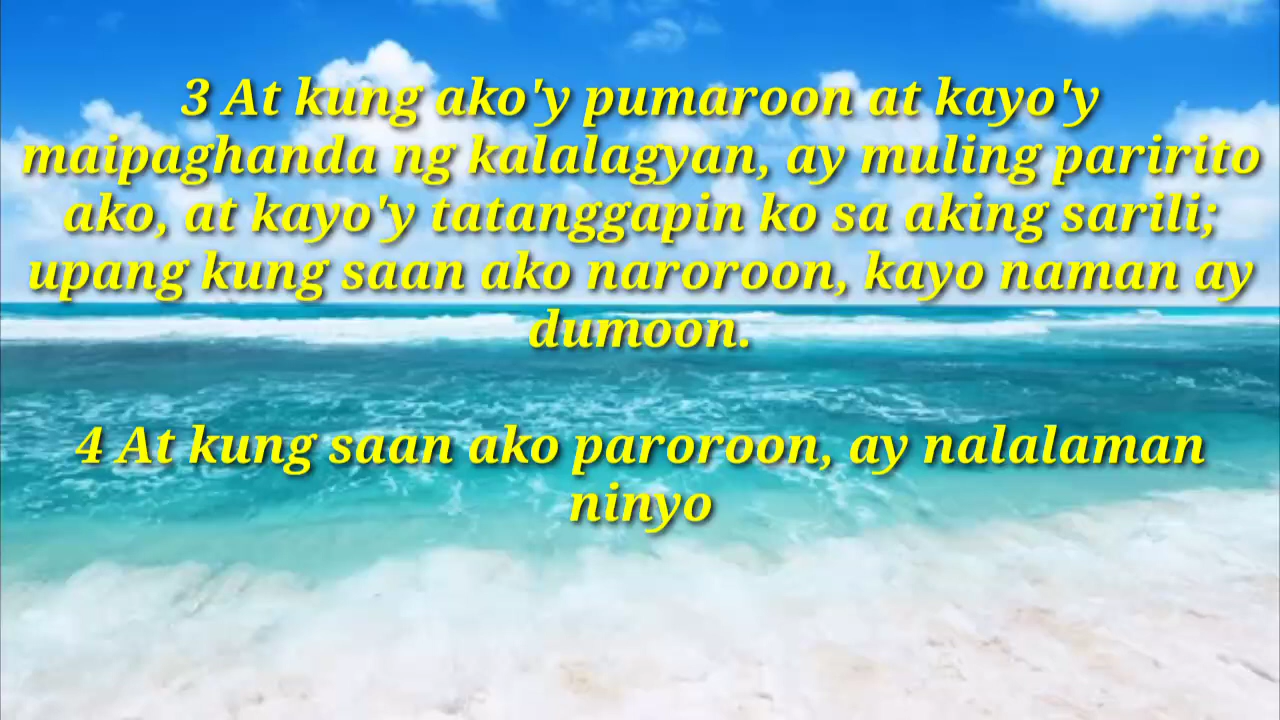 3 At kung ako'y pumaroon at kayo'y
maipaghanda ng kalalagyan, ay muling paririto
ako, at kayo'y tatanggapin ko sa aking sarili;
upang kung saan ako naroroon, kayo naman ay
dumoon.
4 At kung saan ako paroroon, ay nalalaman
ninyo